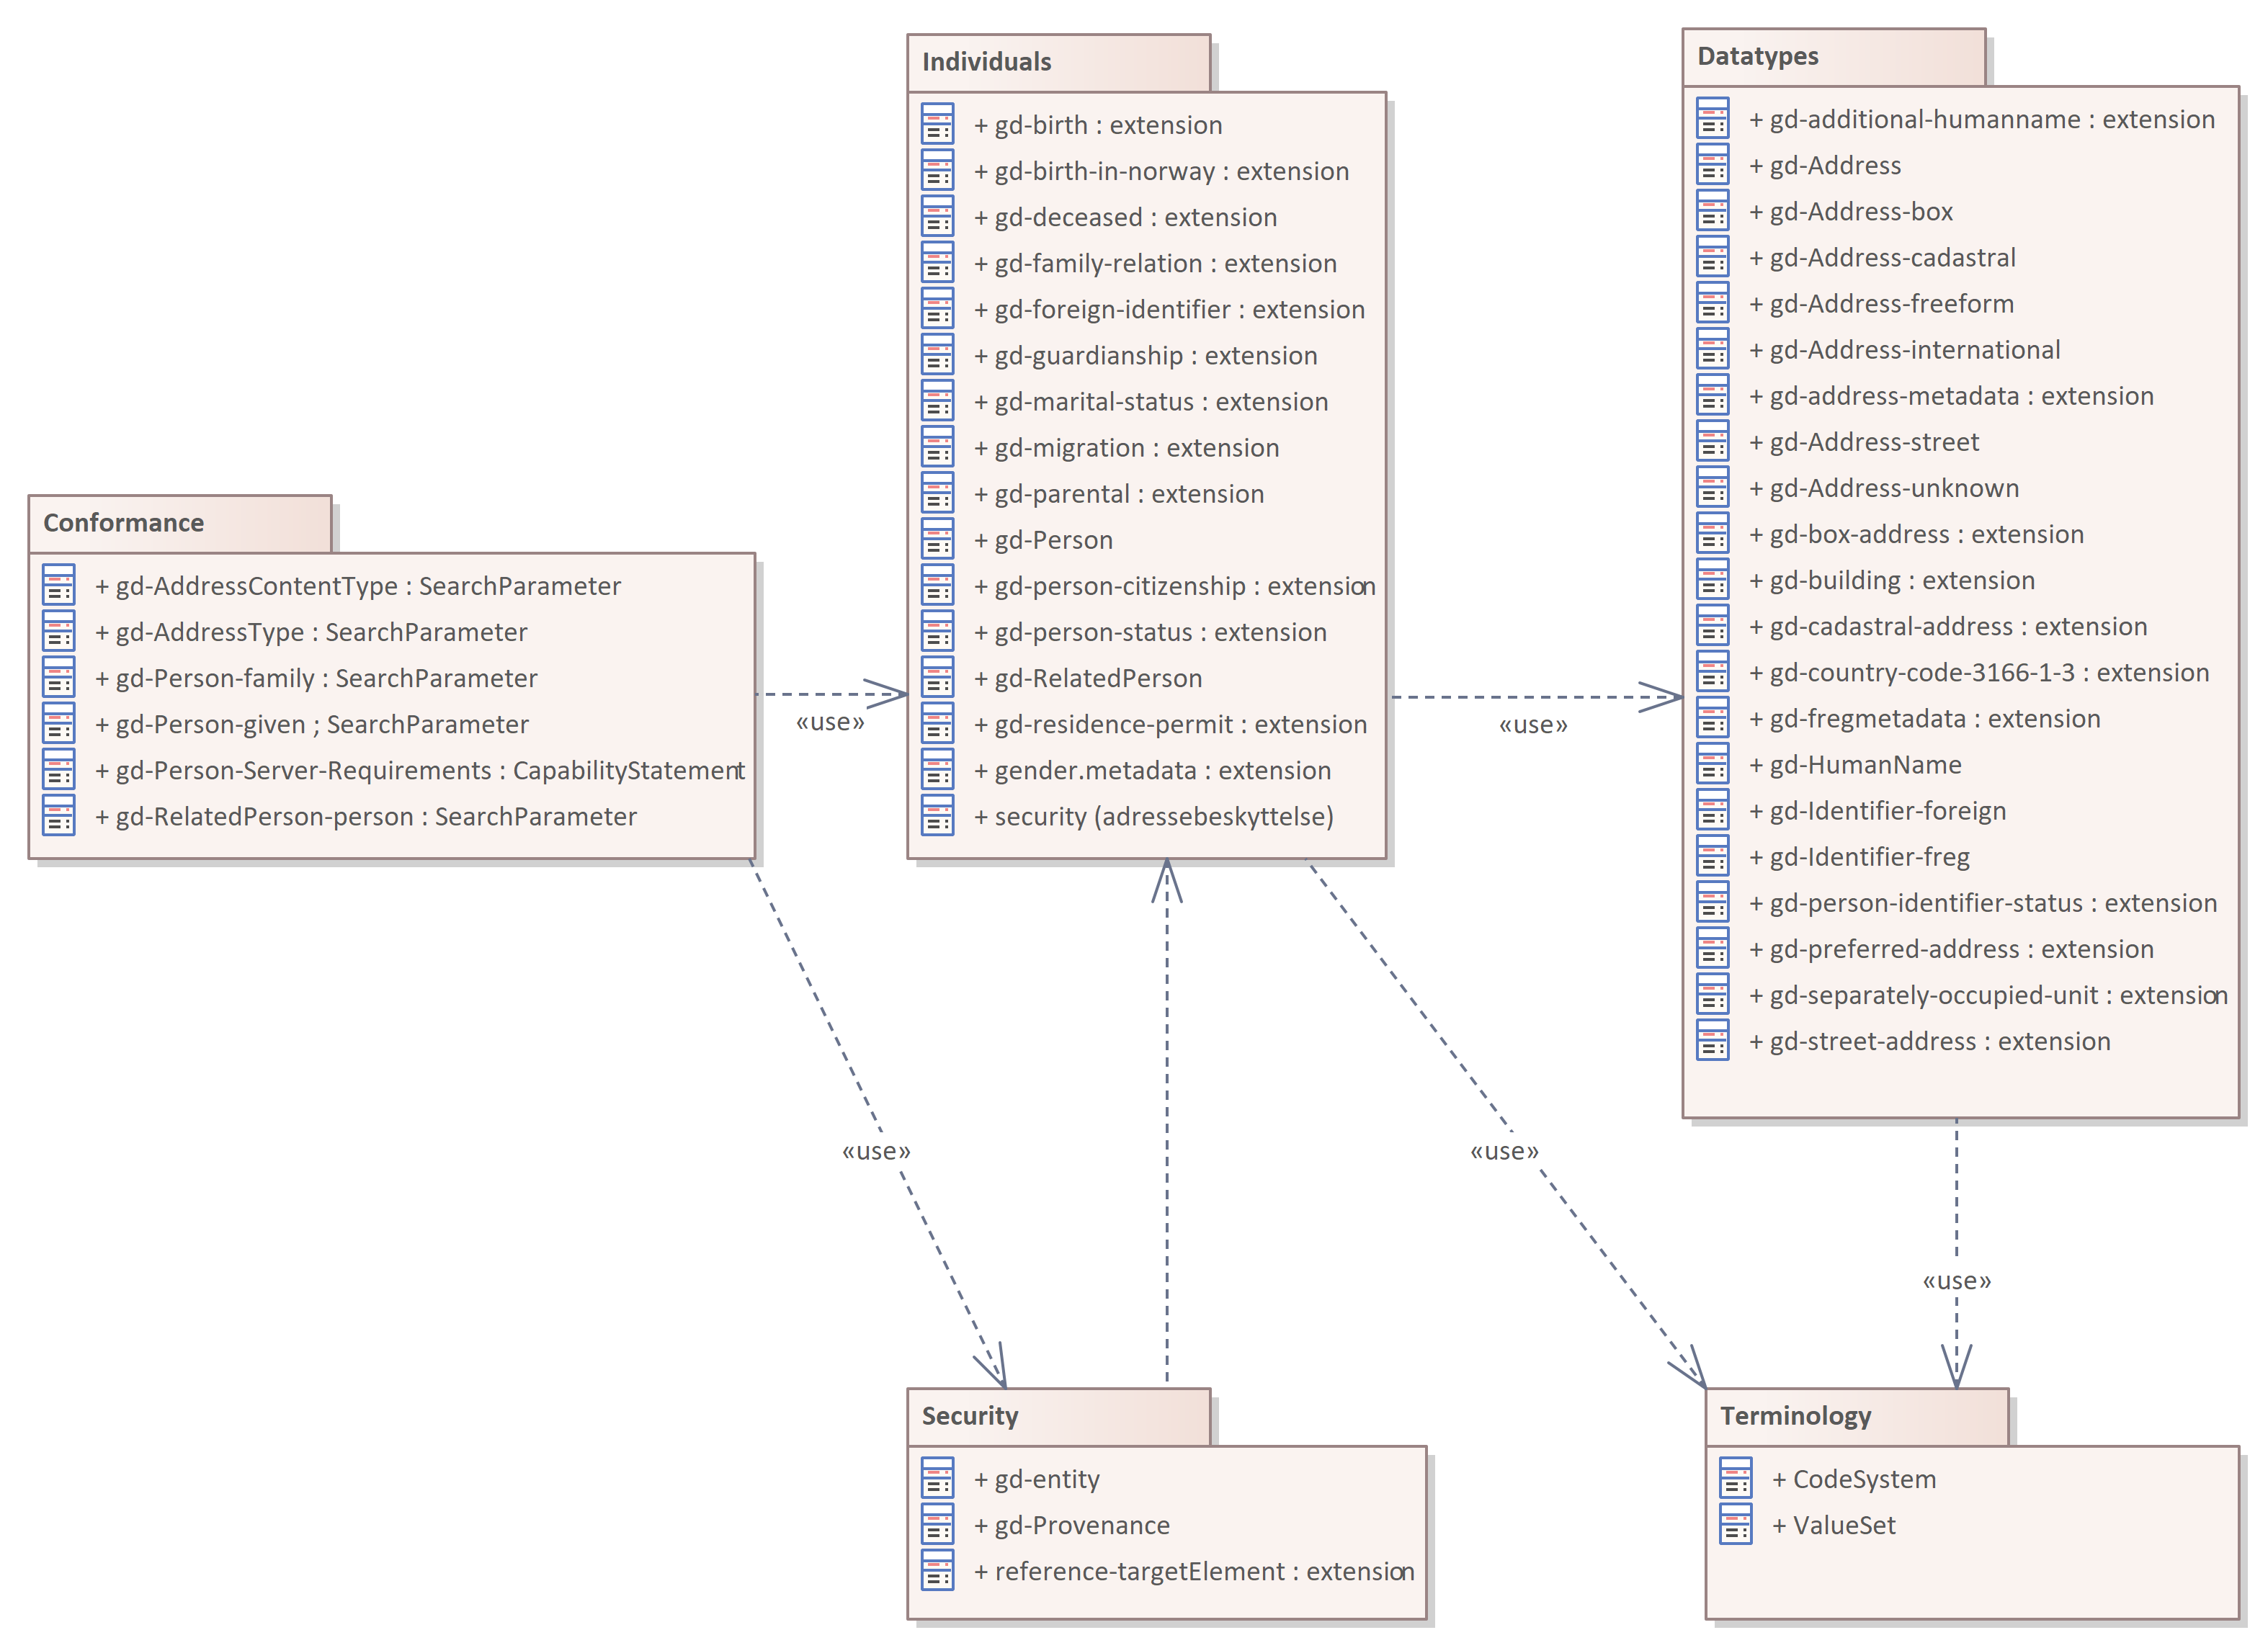 Individuals
+ gd-birth : extension
+ gd-birth-in-norway : extension
+ gd-deceased : extension
+ gd-family-relation : extension
+ gd-foreign-identifier : extension
+ gd-guardianship : extension
+ gd-marital-status : extension
+ gd-migration : extension
+ gd-parental : extension
+ gd-Person
+ gd-person-citizenship : extension
+ gd-person-status : extension
+ gd-RelatedPerson
+ gd-residence-permit : extension
+ gender.metadata : extension
+ security (adressebeskyttelse)
Datatypes
+ gd-additional-humanname : extension
+ gd-Address
+ gd-Address-box
+ gd-Address-cadastral
+ gd-Address-freeform
+ gd-Address-international
+ gd-address-metadata : extension
+ gd-Address-street
+ gd-Address-unknown
+ gd-box-address : extension
+ gd-building : extension
+ gd-cadastral-address : extension
+ gd-country-code-3166-1-3 : extension
+ gd-fregmetadata : extension
+ gd-HumanName
+ gd-Identifier-foreign
+ gd-Identifier-freg
+ gd-person-identifier-status : extension
+ gd-preferred-address : extension
+ gd-separately-occupied-unit : extension
+ gd-street-address : extension
Conformance
+ gd-AddressContentType : SearchParameter
+ gd-AddressType : SearchParameter
+ gd-Person-family : SearchParameter
+ gd-Person-given ; SearchParameter
+ gd-Person-Server-Requirements : CapabilityStatement
+ gd-RelatedPerson-person : SearchParameter
«use»
«use»
«use»
«use»
«use»
Security
+ gd-entity
+ gd-Provenance
+ reference-targetElement : extension
Terminology
+ CodeSystem
+ ValueSet